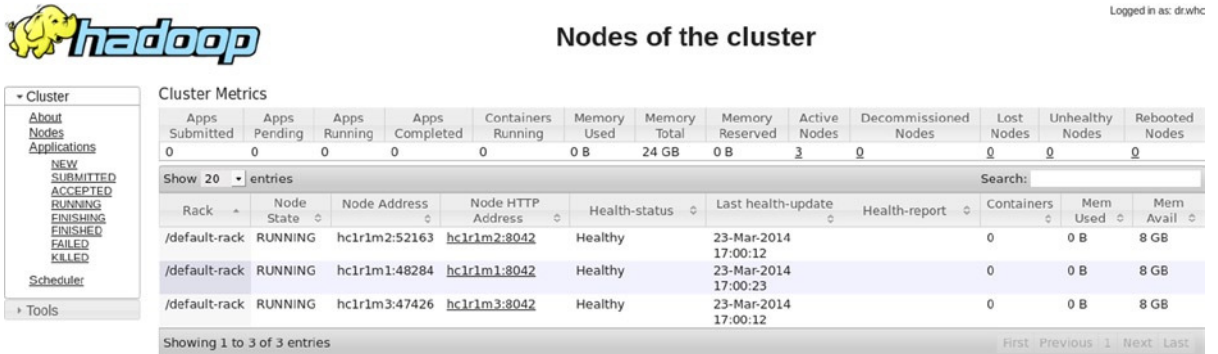 Logged in as: dr.who
hadoop
Nodes of the cluster
Cluster
About
Nodes
Applications
NEW
SUBMITTED
ACCEPTED
RUNNING
FINISHING
FINISHED
FAILED
KILLED
Scheduler
Tools
Cluster Metrics
Apps Submitted Apps Pending Apps Running Apps Completed Containers Running Memory Used Memory Total Memory Reserved Active Nodes Decommissioned Nodes Lost Nodes Unhealthy Nodes Rebooted Nodes
0 0 0 0 0 0 B 24 GB 0 B 3 0 0 0 0
Show 20 entries Search:
Rack Node State Node Address Node HTTP Address Health-status Last health-update Health-report Containers Mem Used Mem Avail
/default-rack RUNNING hc1r1m2:52163 hc1r1m2:8042 Healthy 23-Mar-2014 17:00:12 0 0 B 8 GB
/default-rack RUNNING hc1r1m1:48284 hc1r1m1:8042 Healthy 23-Mar-2014 17:00:23 0 0 B 8 GB
/default-rack RUNNING hc1r1m3:47426 hc1r1m3:8042 Healthy 23-Mar-2014 17:00:12 0 0 B 8 GB
Showing 1 to 3 of 3 entries First Previous 1 Next Last